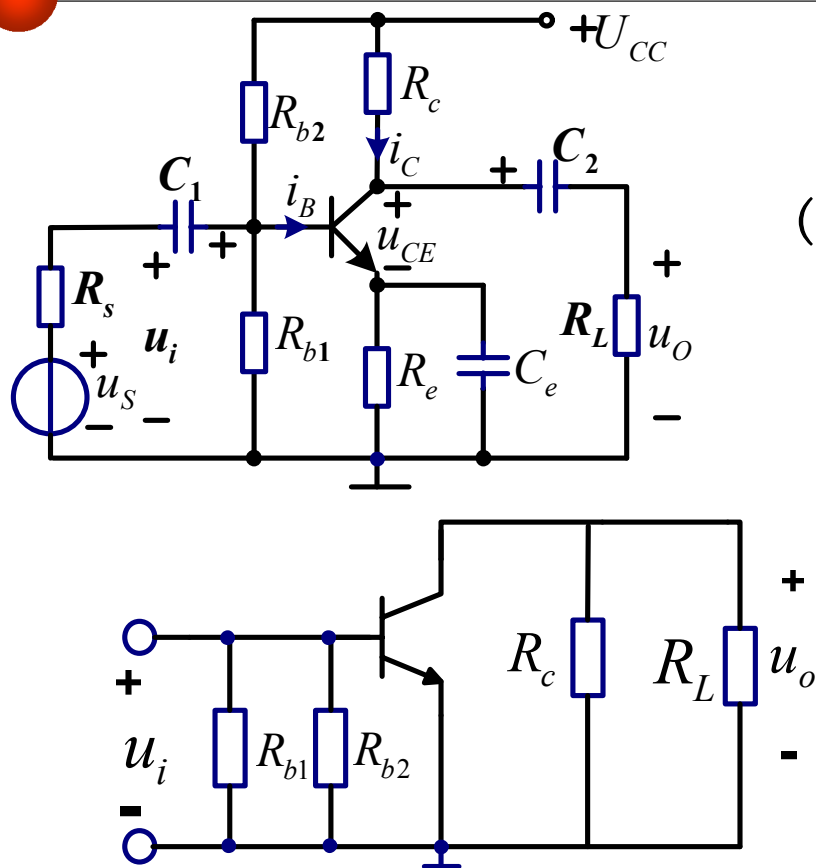 +U_CC
R_c
R_b2
i_C
C_2
+
C_1
i_B
+
+
u_CE
−
+
+
(
R_s
u_i
R_b1
R_e
C_e
R_L
u_O
+
u_S
−
−
−
+
R_c
R_L
u_o
+
u_i
R_b1
R_b2
-
-